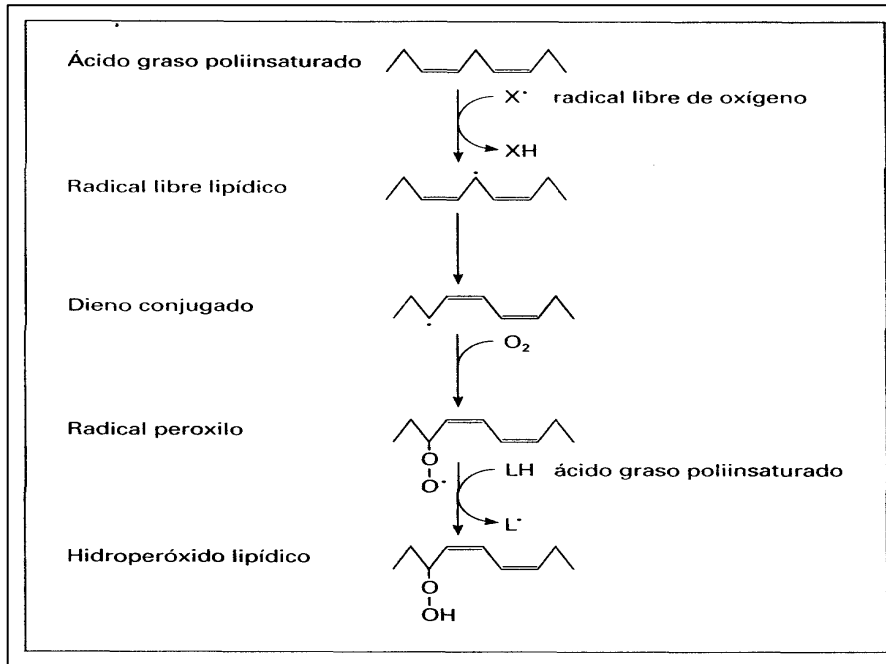 Ácido graso poliinsaturado
X· radical libre de oxígeno
XH
Radical libre lipídico
Dieno conjugado
O₂
Radical peroxilo
O
O·
LH ácido graso poliinsaturado
L·
Hidroperóxido lipídico
O
OH